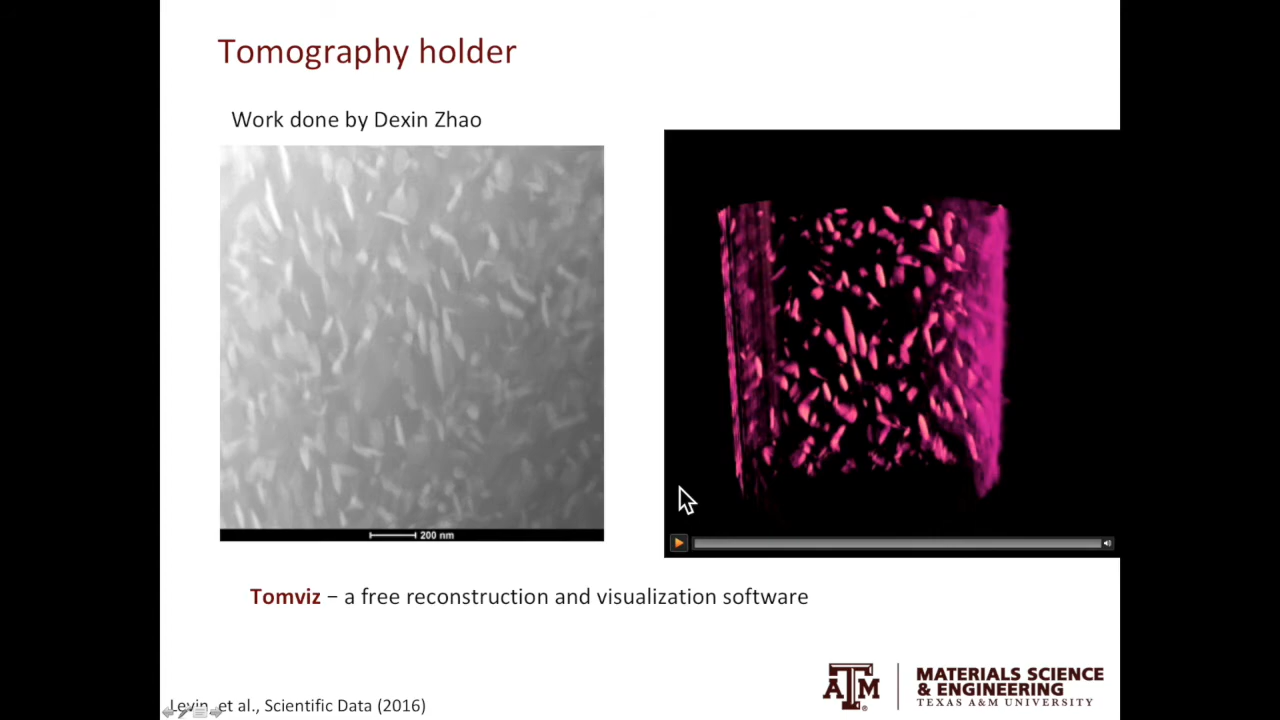 Tomography holder
Work done by Dexin Zhao
200 nm
Tomviz – a free reconstruction and visualization software
ATM
®
MATERIALS SCIENCE
& ENGINEERING
TEXAS A&M UNIVERSITY
Levin, et al., Scientific Data (2016)